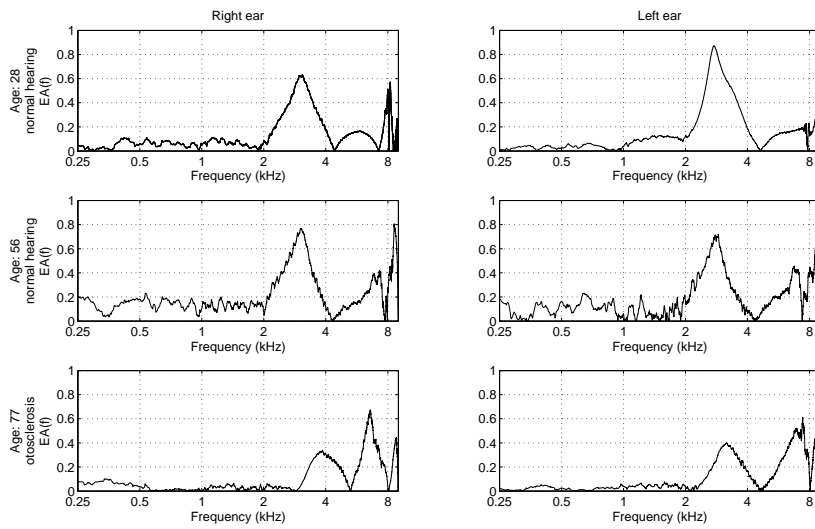 Right ear
Left ear
Age: 28
normal hearing
EA(f)
1
0.8
0.6
0.4
0.2
0
0.25 0.5 1 2 4 8
Frequency (kHz)
1
0.8
0.6
0.4
0.2
0
0.25 0.5 1 2 4 8
Frequency (kHz)
Age: 56
normal hearing
EA(f)
1
0.8
0.6
0.4
0.2
0
0.25 0.5 1 2 4 8
Frequency (kHz)
1
0.8
0.6
0.4
0.2
0
0.25 0.5 1 2 4 8
Frequency (kHz)
Age: 77
otosclerosis
EA(f)
1
0.8
0.6
0.4
0.2
0
0.25 0.5 1 2 4 8
Frequency (kHz)
1
0.8
0.6
0.4
0.2
0
0.25 0.5 1 2 4 8
Frequency (kHz)